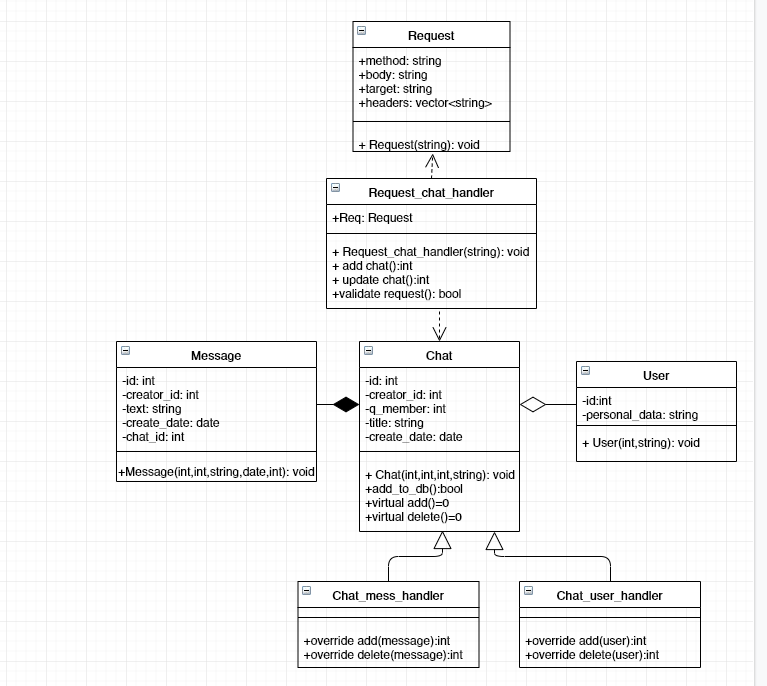 Request
+method: string
+body: string
+target: string
+headers: vector<string>
+ Request(string): void
Request_chat_handler
+Req: Request
+ Request_chat_handler(string): void
+ add chat():int
+ update chat():int
+validate request(): bool
Message
-id: int
-creator_id: int
-text: string
-create_date: date
-chat_id: int
+Message(int,int,string,date,int): void
Chat
-id: int
-creator_id: int
-q_member: int
-title: string
-create_date: date
+ Chat(int,int,int,string): void
+add_to_db():bool
+virtual add()=0
+virtual delete()=0
User
-id:int
-personal_data: string
+ User(int,string): void
Chat_mess_handler
+override add(message):int
+override delete(message):int
Chat_user_handler
+override add(user):int
+override delete(user):int